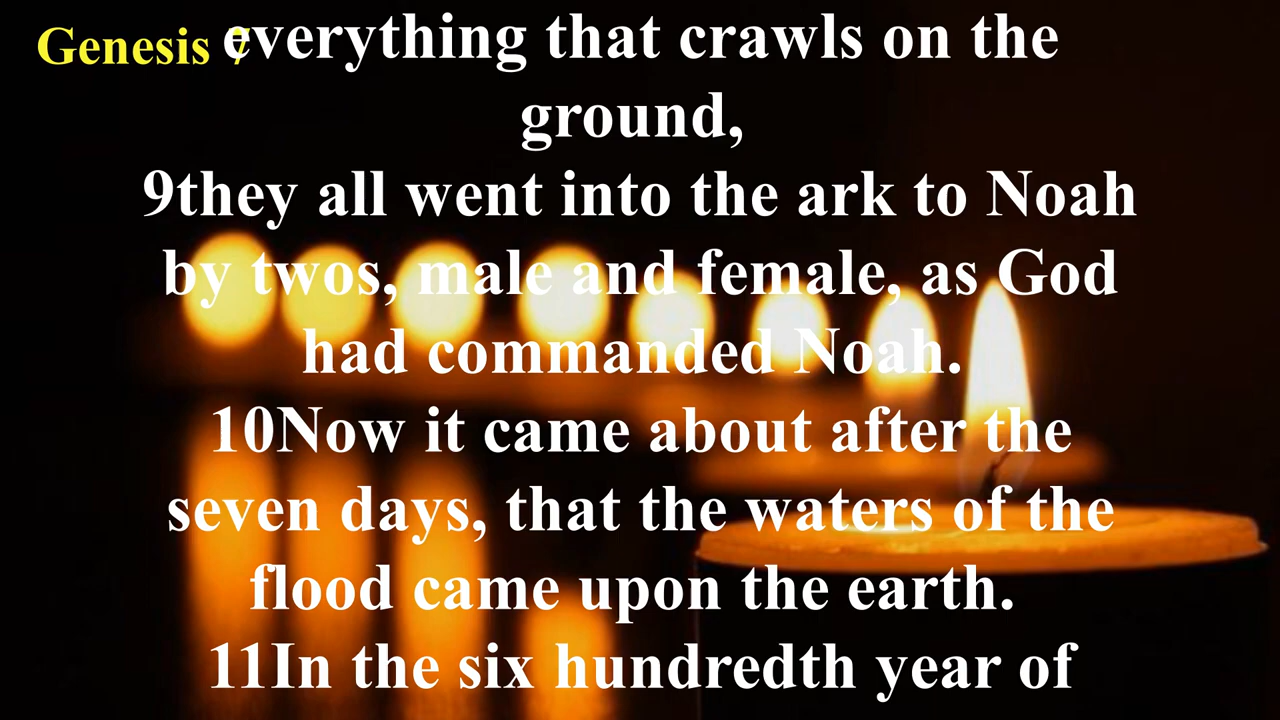 Genesis 7
everything that crawls on the
ground,
9they all went into the ark to Noah
by twos, male and female, as God
had commanded Noah.
10Now it came about after the
seven days, that the waters of the
flood came upon the earth.
11In the six hundredth year of